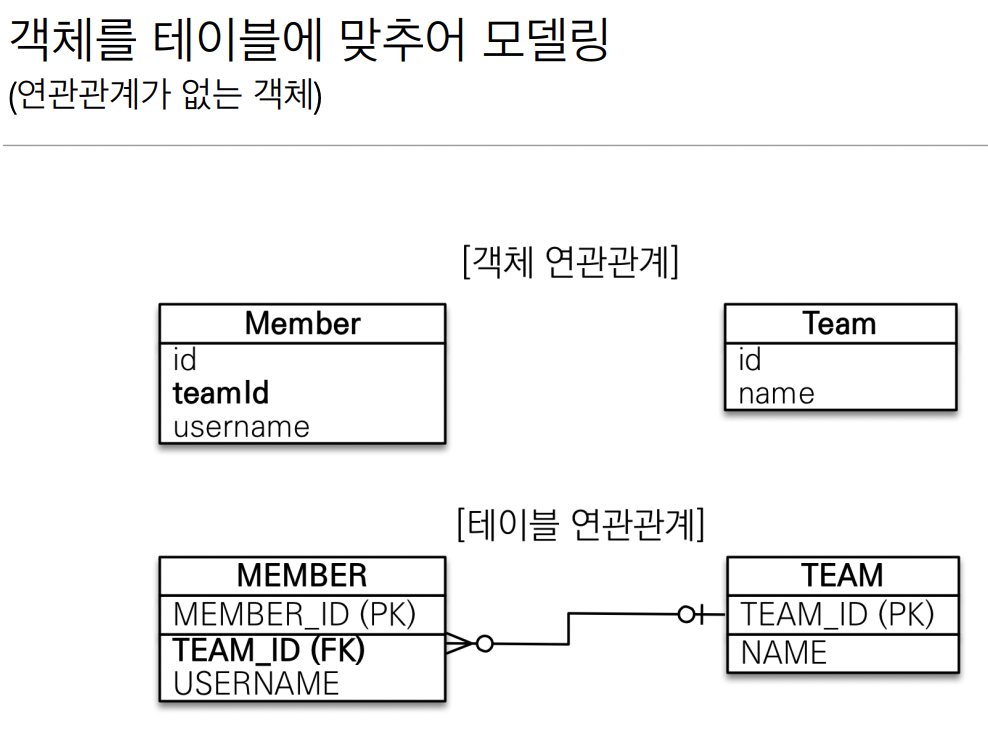 객체를 테이블에 맞추어 모델링
(연관관계가 없는 객체)
[객체 연관관계]
Member
id
teamId
username
Team
id
name
[테이블 연관관계]
MEMBER
MEMBER_ID (PK)
TEAM_ID (FK)
USERNAME
TEAM
TEAM_ID (PK)
NAME